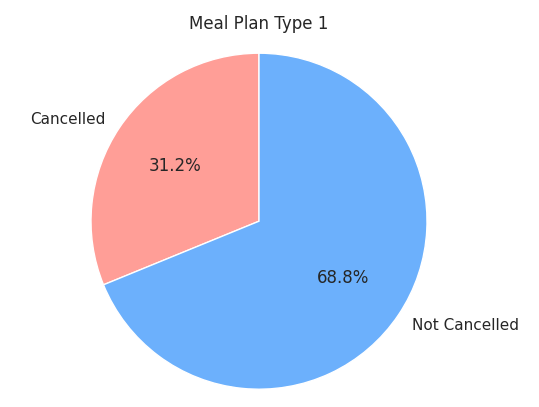 Meal Plan Type 1
Cancelled
31.2%
68.8%
Not Cancelled